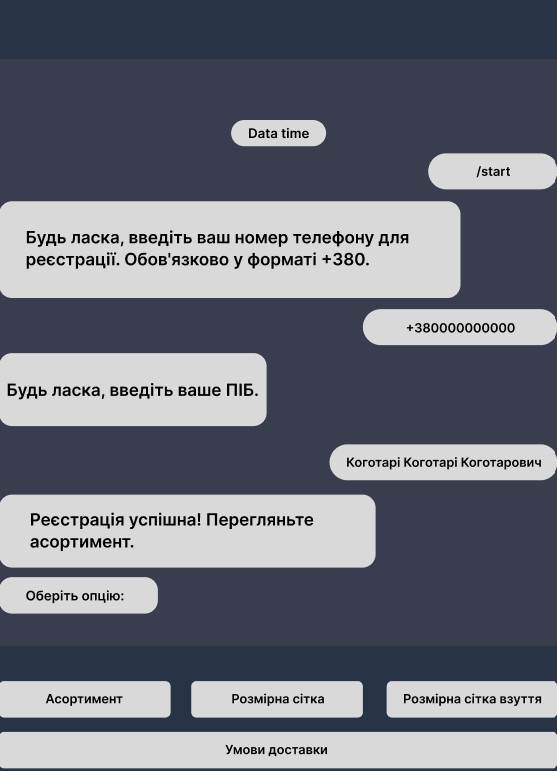 Data time
/start
Будь ласка, введіть ваш номер телефону для
реєстрації. Обов'язково у форматі +380.
+380000000000
Будь ласка, введіть ваше ПІБ.
Коготарі Коготарі Коготарович
Реєстрація успішна! Перегляньте
асортимент.
Оберіть опцію:
Асортимент
Розмірна сітка
Розмірна сітка взуття
Умови доставки